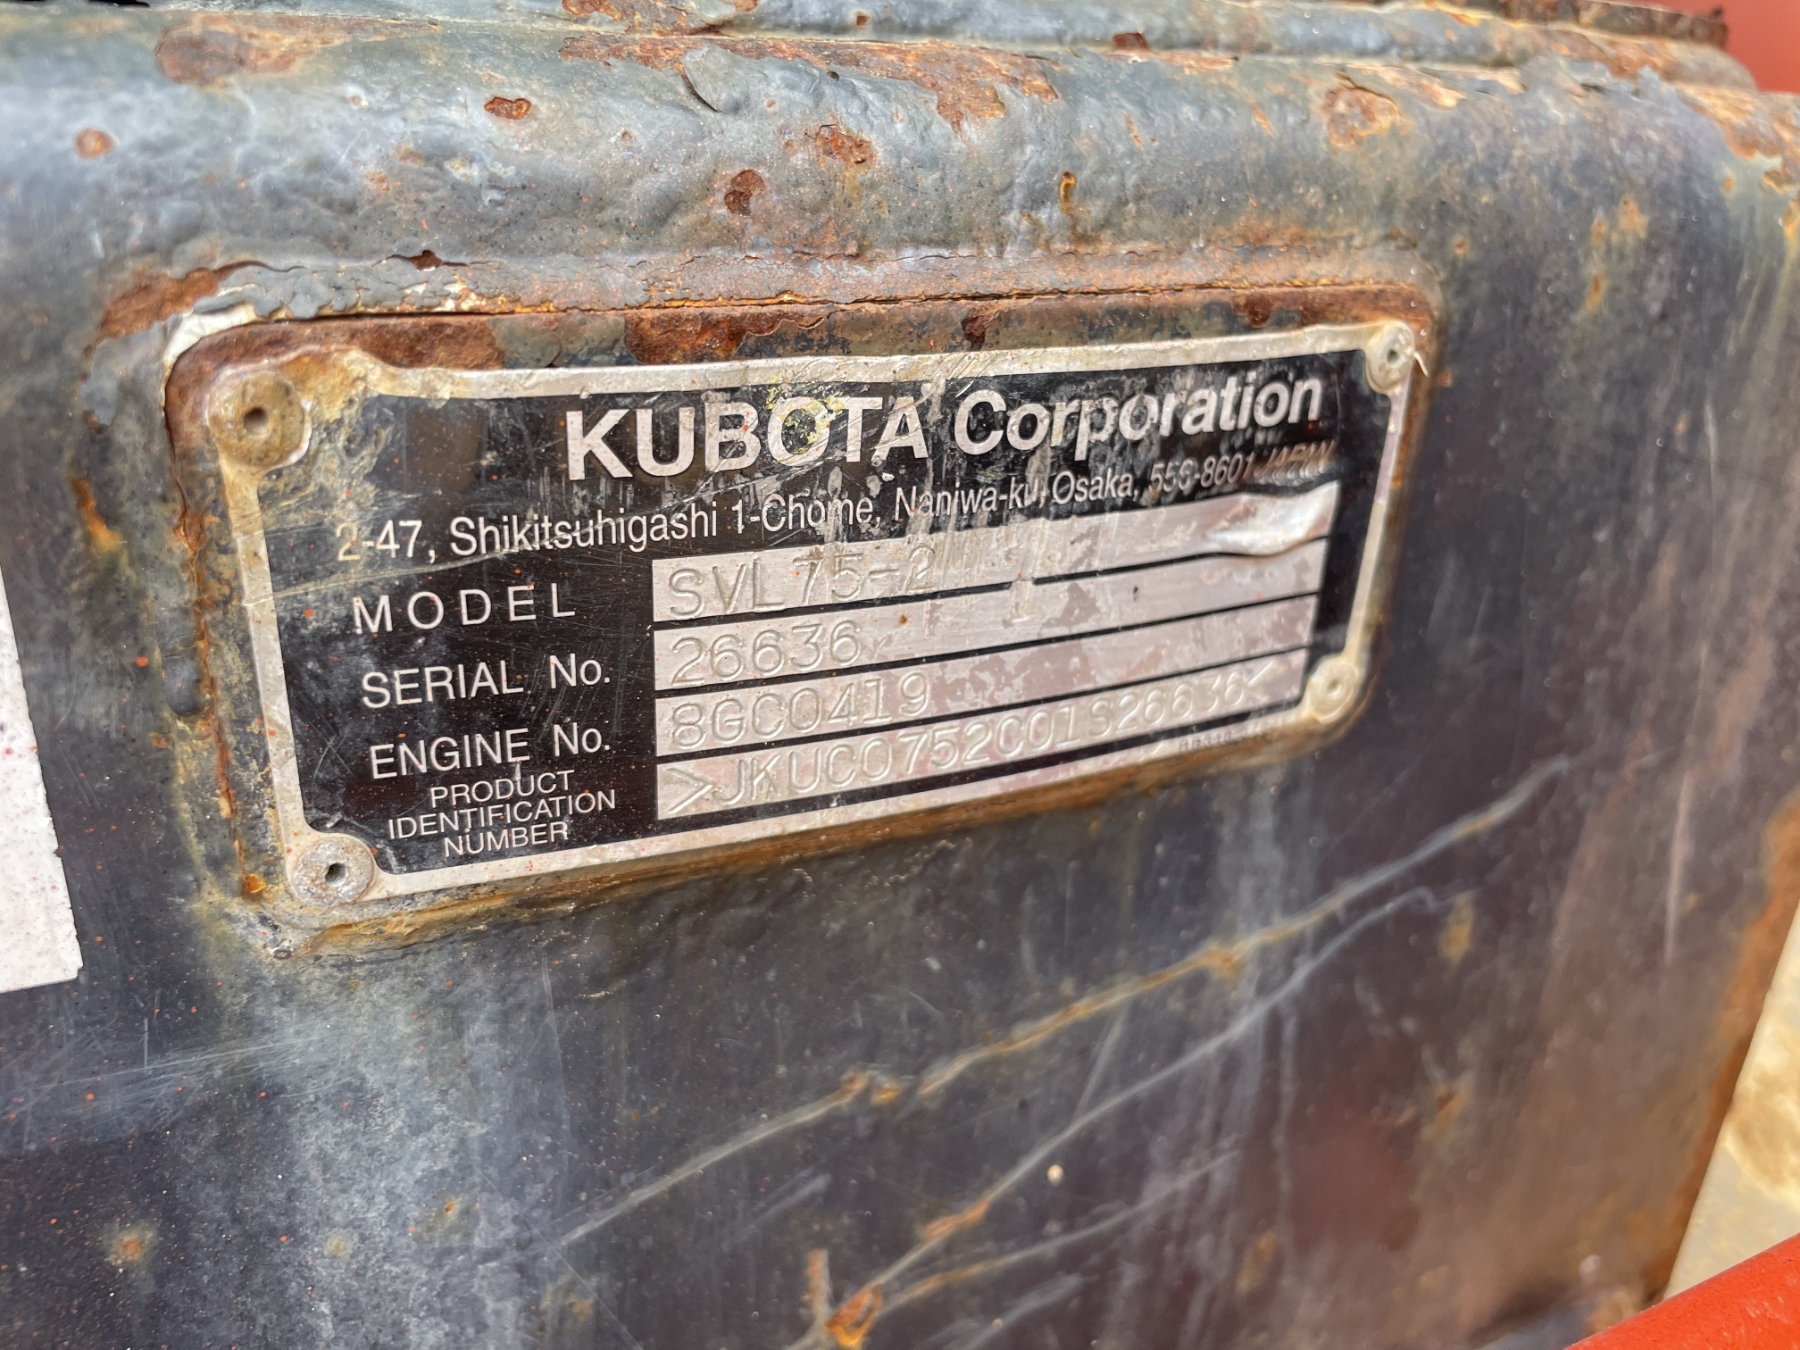 KUBOTA Corporation
2-47, Shikitsuhigashi 1-Chome, Naniwa-ku, Osaka, 556-8601 JAPAN
MODEL SVL75-2
SERIAL No. 26636
ENGINE No. 8GC0419
PRODUCT
IDENTIFICATION
NUMBER
>JKUC0752C01S26636<